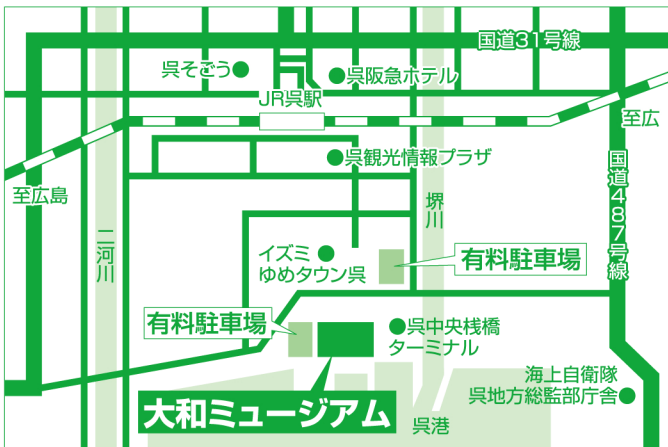 国道31号線
呉そごう
呉阪急ホテル
JR呉駅
至広
至広島
呉観光情報プラザ
国道487号線
堺川
二河川
イズミ
ゆめタウン呉
有料駐車場
有料駐車場
呉中央桟橋
ターミナル
海上自衛隊
呉地方総監部庁舎
大和ミュージアム
呉港